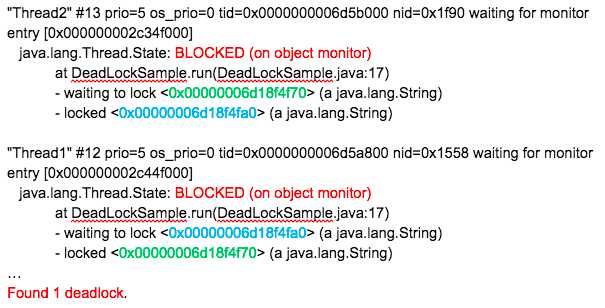 "Thread2" #13 prio=5 os_prio=0 tid=0x0000000006d5b000 nid=0x1f90 waiting for monitor
entry [0x000000002c34f000]
java.lang.Thread.State: BLOCKED (on object monitor)
at DeadLockSample.run(DeadLockSample.java:17)
- waiting to lock <0x00000006d18f4f70> (a java.lang.String)
- locked <0x00000006d18f4fa0> (a java.lang.String)
"Thread1" #12 prio=5 os_prio=0 tid=0x0000000006d5a800 nid=0x1558 waiting for monitor
entry [0x000000002c44f000]
java.lang.Thread.State: BLOCKED (on object monitor)
at DeadLockSample.run(DeadLockSample.java:17)
- waiting to lock <0x00000006d18f4fa0> (a java.lang.String)
- locked <0x00000006d18f4f70> (a java.lang.String)
…
Found 1 deadlock.